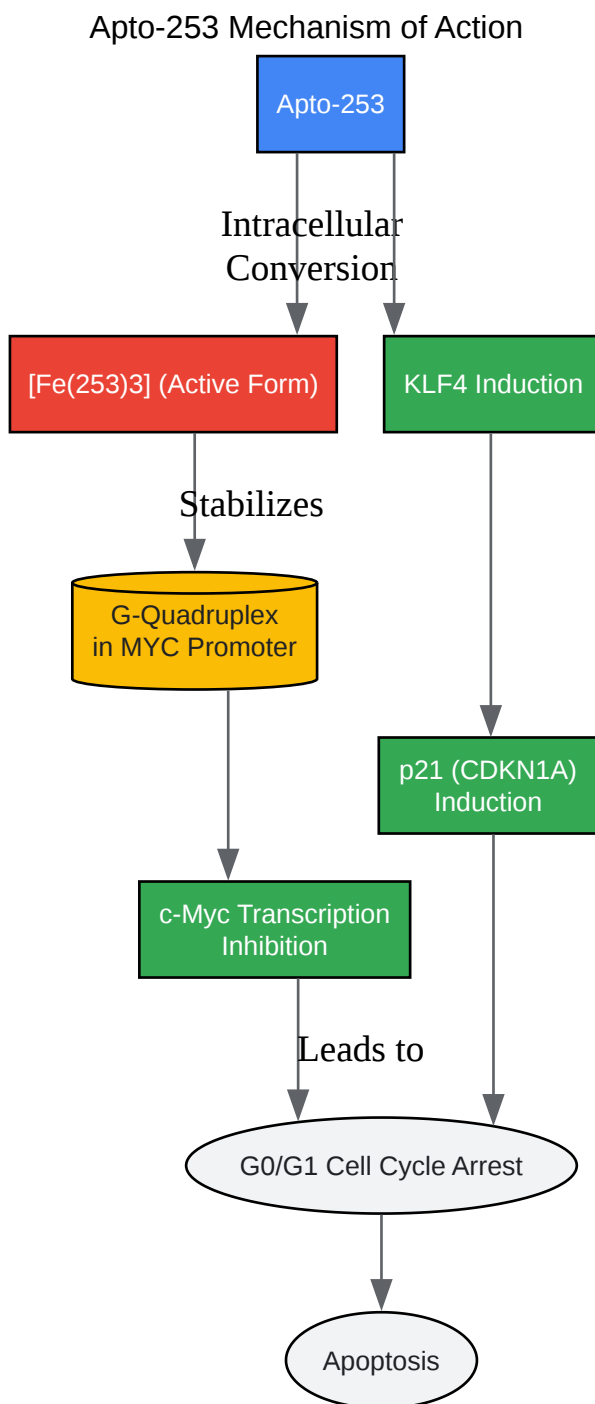 Apto-253 Mechanism of Action
Apto-253
Intracellular
Conversion
[Fe(253)3] (Active Form)
KLF4 Induction
Stabilizes
G-Quadruplex
in MYC Promoter
p21 (CDKN1A)
Induction
c-Myc Transcription
Inhibition
Leads to
G0/G1 Cell Cycle Arrest
Apoptosis